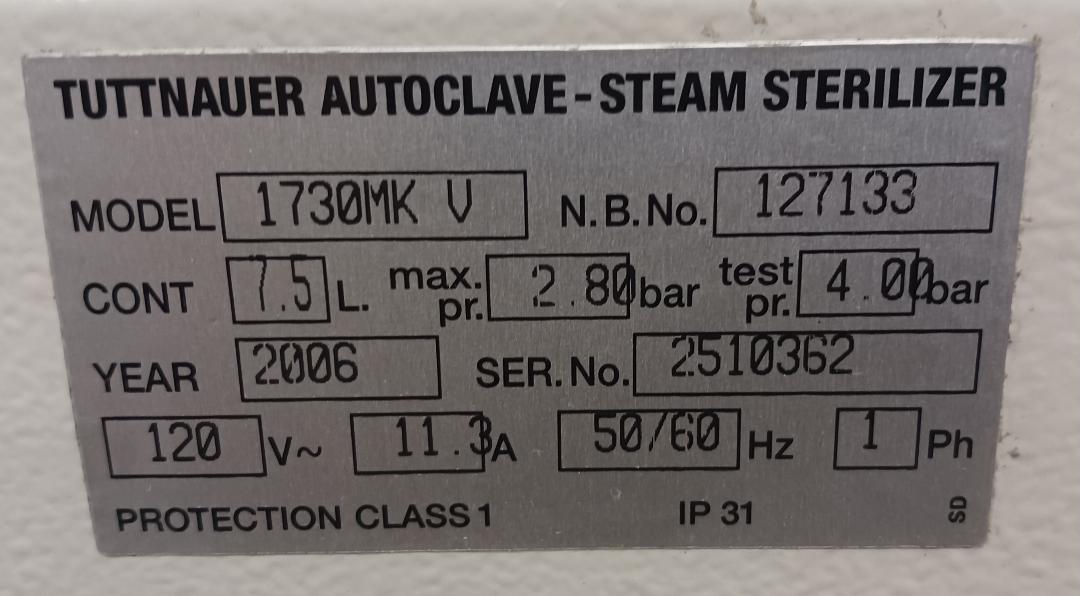 TUTTNAUER AUTOCLAVE - STEAM STERILIZER
MODEL 1730MK V N.B.No. 127133
CONT 7.5 L. max. pr. 2.80 bar test pr. 4.00 bar
YEAR 2006 SER.No. 2510362
120 V~ 11.3 A 50/60 Hz 1 Ph
PROTECTION CLASS 1 IP 31 SD